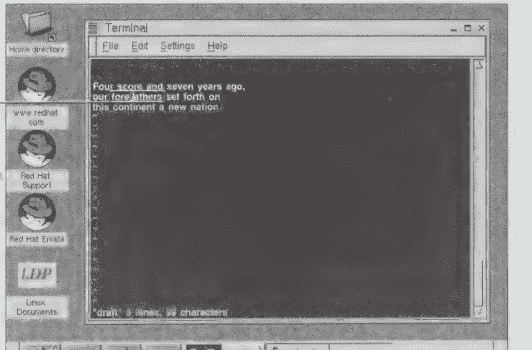 Terminal
File Edit Settings Help
Home directory
Four score and seven years ago,
our forefathers set forth on
this continent a new nation.
www.redhat
com
Red Hat
Support
Red Hat Errata
LDP
Linux
Documents
"draft" 3 lines, 99 characters